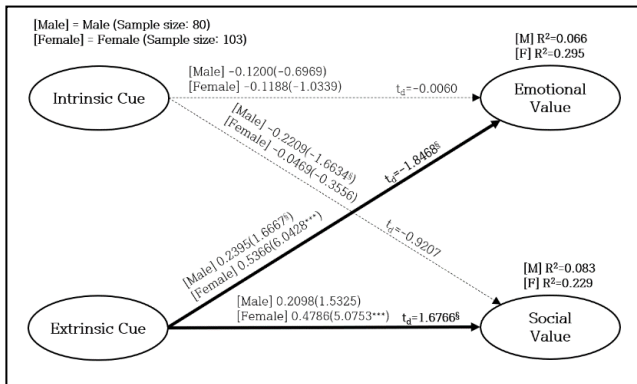 [Male] = Male (Sample size: 80)
[Female] = Female (Sample size: 103)
[M] R²=0.066
[F] R²=0.295
Intrinsic Cue
[Male] -0.1200(-0.6969)
[Female] -0.1188(-1.0339)
t_d=-0.0060
Emotional
Value
[Male] -0.2209(-1.6634§)
[Female] -0.0469(-0.3556)
t_d=-1.8468§
t_d=-0.9207
[Male] 0.2395(1.6667§)
[Female] 0.5366(6.0428***)
[M] R²=0.083
[F] R²=0.229
Extrinsic Cue
[Male] 0.2098(1.5325)
[Female] 0.4786(5.0753***)
t_d=1.6766§
Social
Value